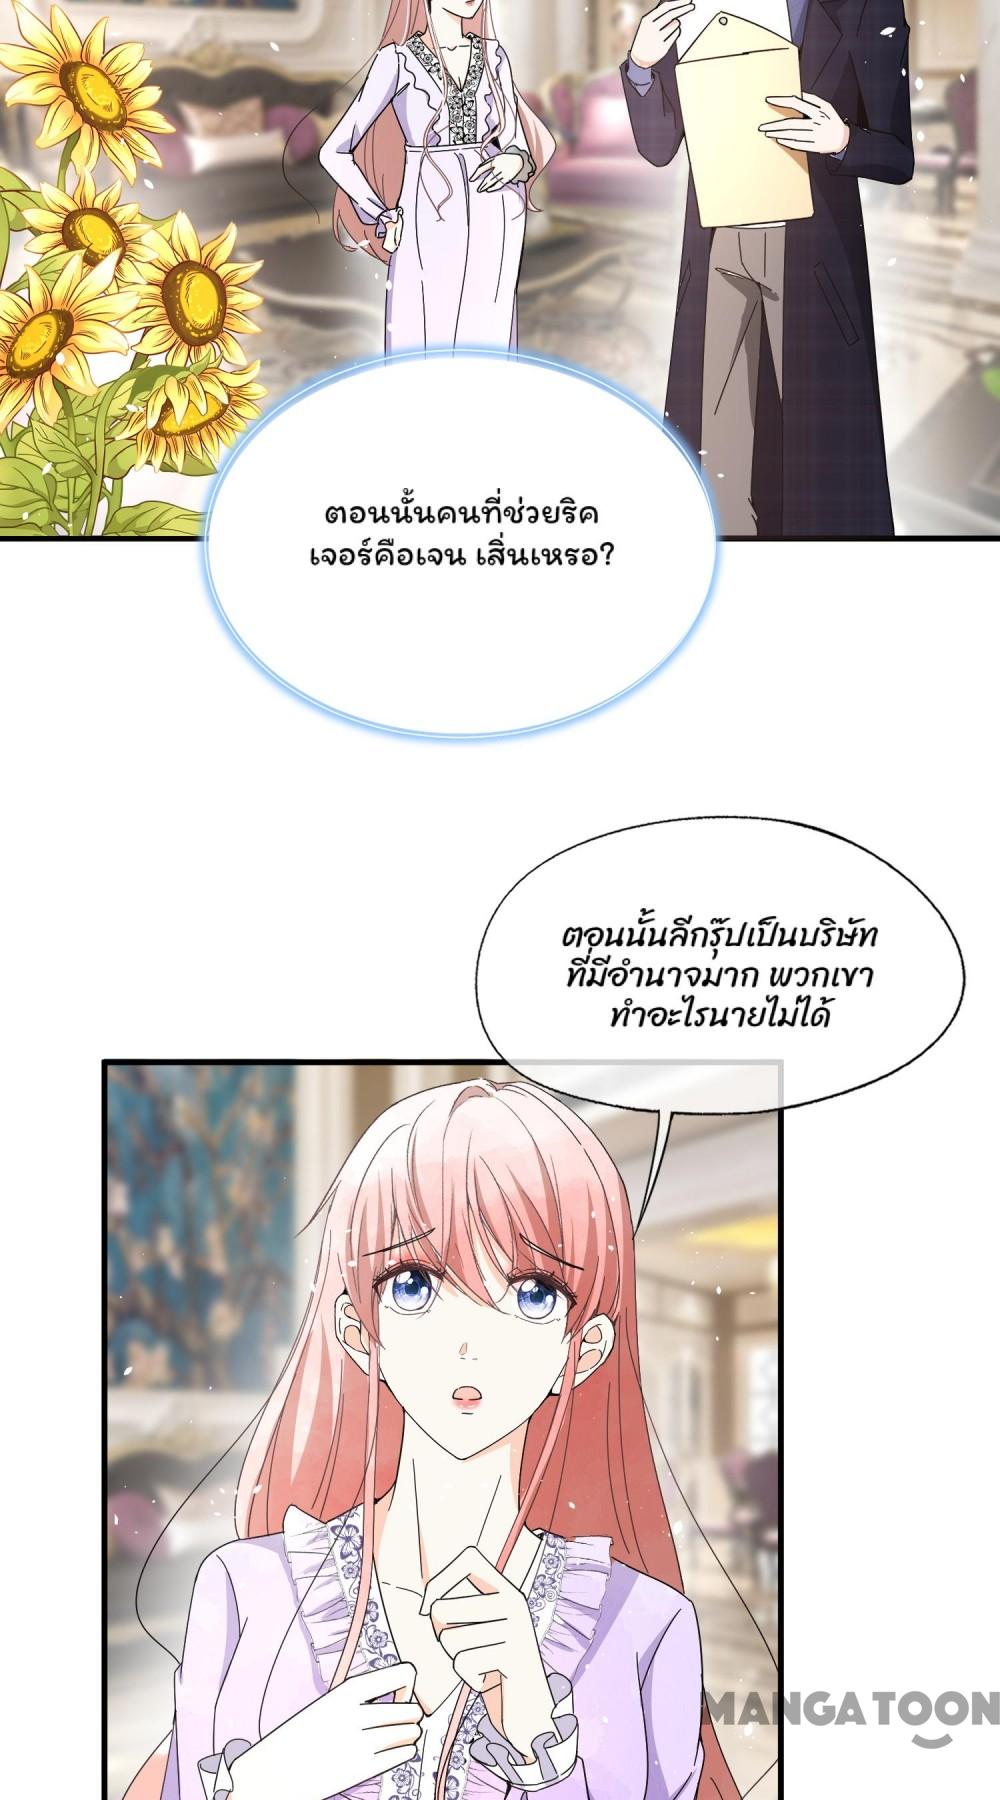 ตอนนั้นคนที่ช่วยริค
เจอร์คือเจน เสิ่นเหรอ?
ตอนนั้นลีกรุ๊ปเป็นบริษัท
ที่มีอำนาจมาก พวกเขา
ทำอะไรนายไม่ได้
MANGATOON